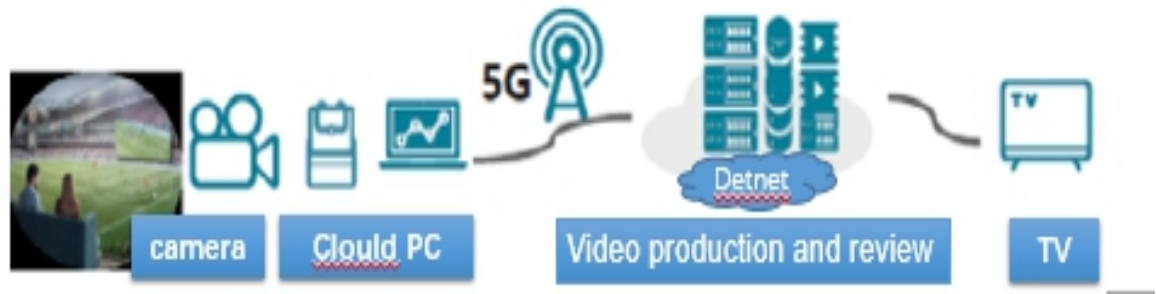 5G
TV
Detnet
camera
Clould PC
Video production and review
TV